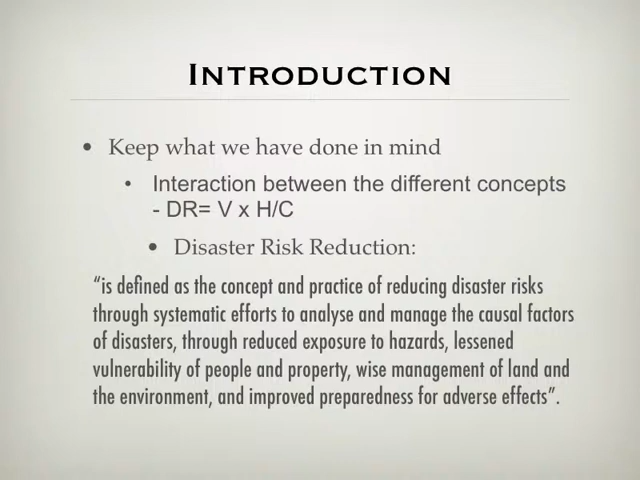 INTRODUCTION
• Keep what we have done in mind
• Interaction between the different concepts
- DR= V x H/C
• Disaster Risk Reduction:
“is defined as the concept and practice of reducing disaster risks
through systematic efforts to analyse and manage the causal factors
of disasters, through reduced exposure to hazards, lessened
vulnerability of people and property, wise management of land and
the environment, and improved preparedness for adverse effects”.